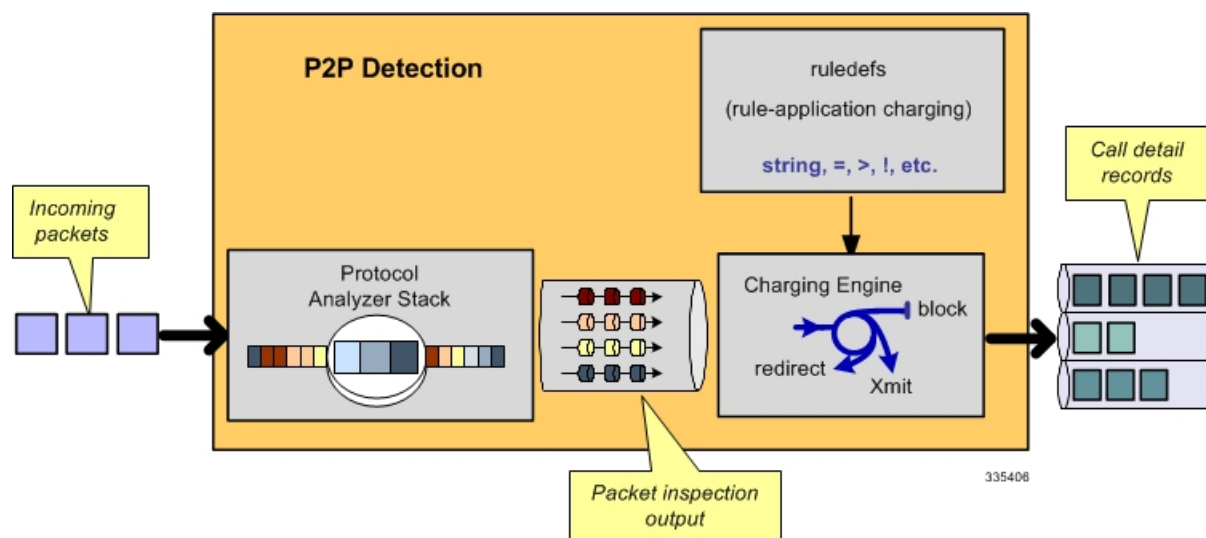 P2P Detection
ruledefs
(rule-application charging)
string, =, >, !, etc.
Call detail
records
Incoming
packets
Protocol
Analyzer Stack
Charging Engine
block
redirect
Xmit
Packet inspection
output
335406